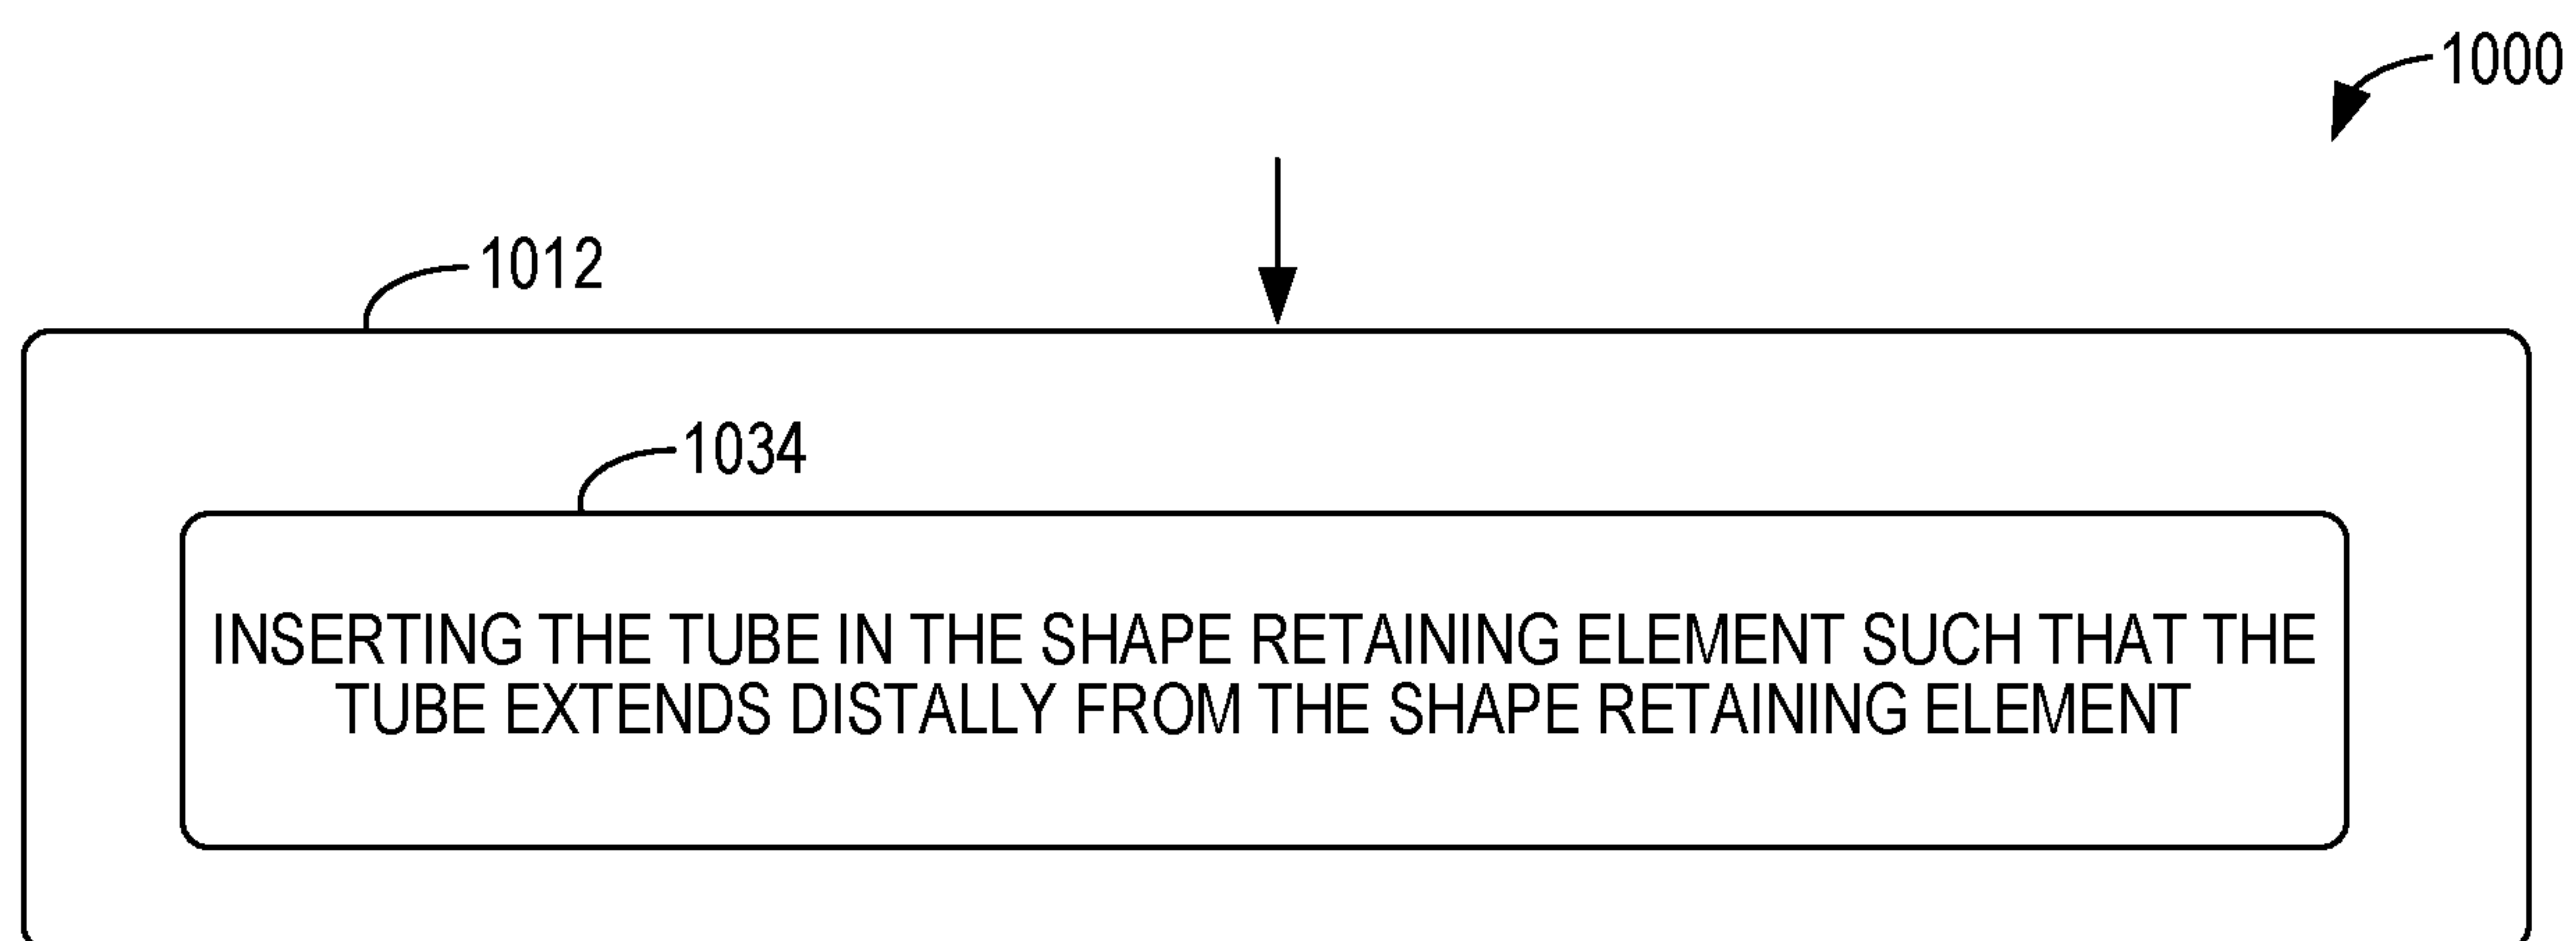 1000
1012
1034
INSERTING THE TUBE IN THE SHAPE RETAINING ELEMENT SUCH THAT THE
TUBE EXTENDS DISTALLY FROM THE SHAPE RETAINING ELEMENT